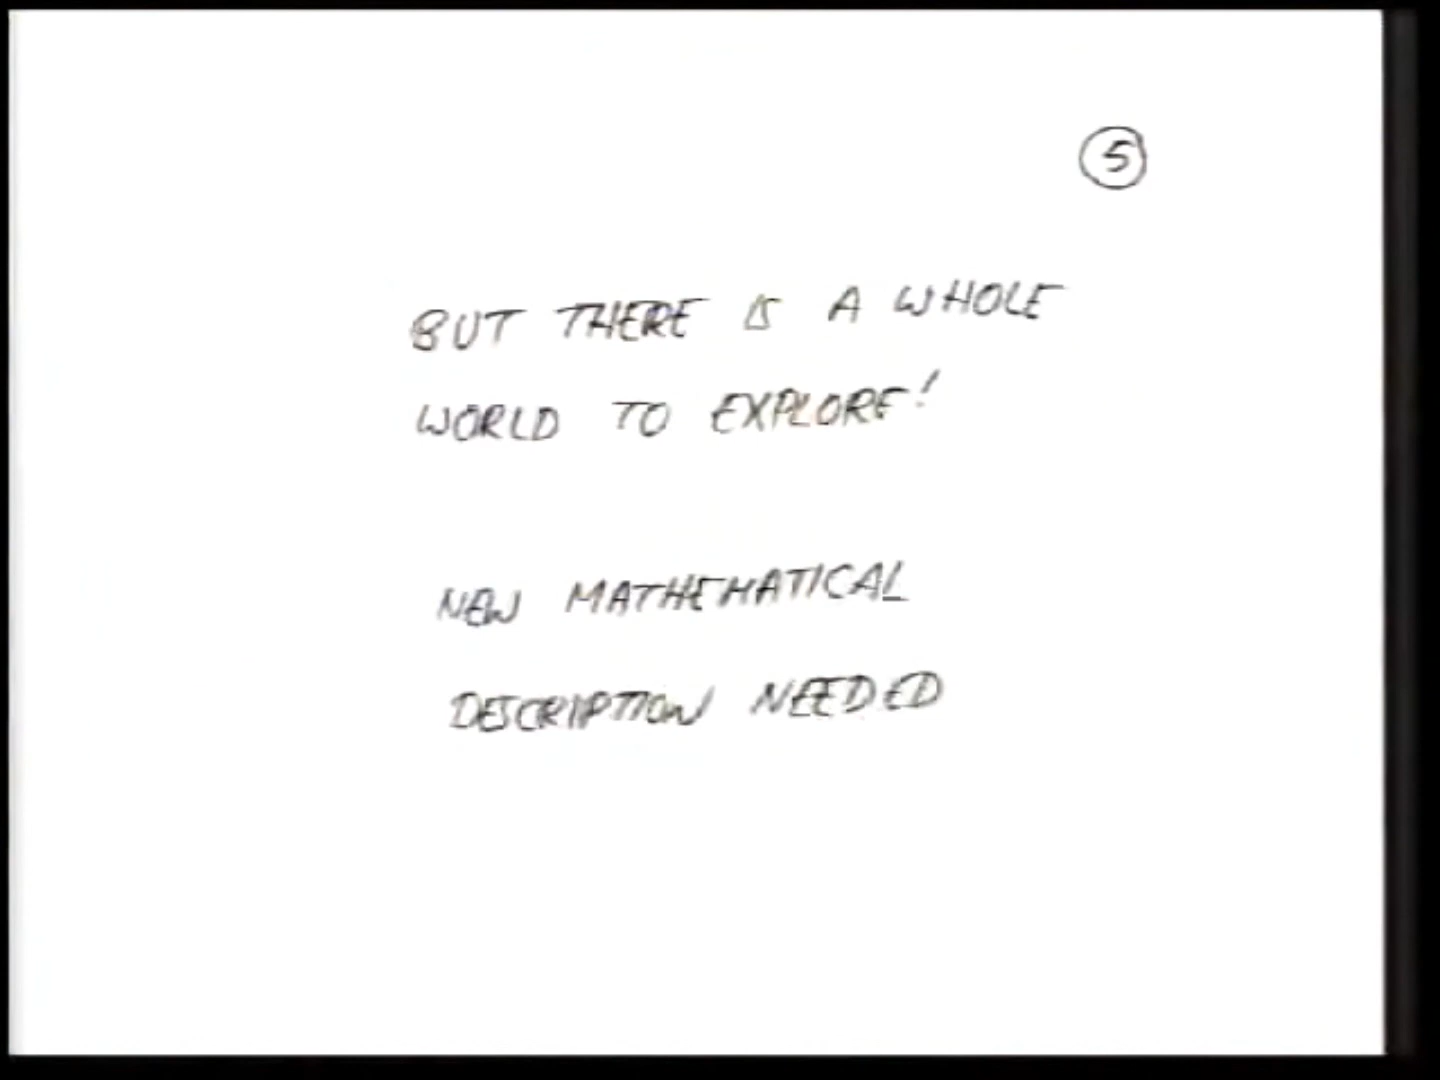 5
BUT THERE IS A WHOLE
WORLD TO EXPLORE!
NEW MATHEMATICAL
DESCRIPTION NEEDED